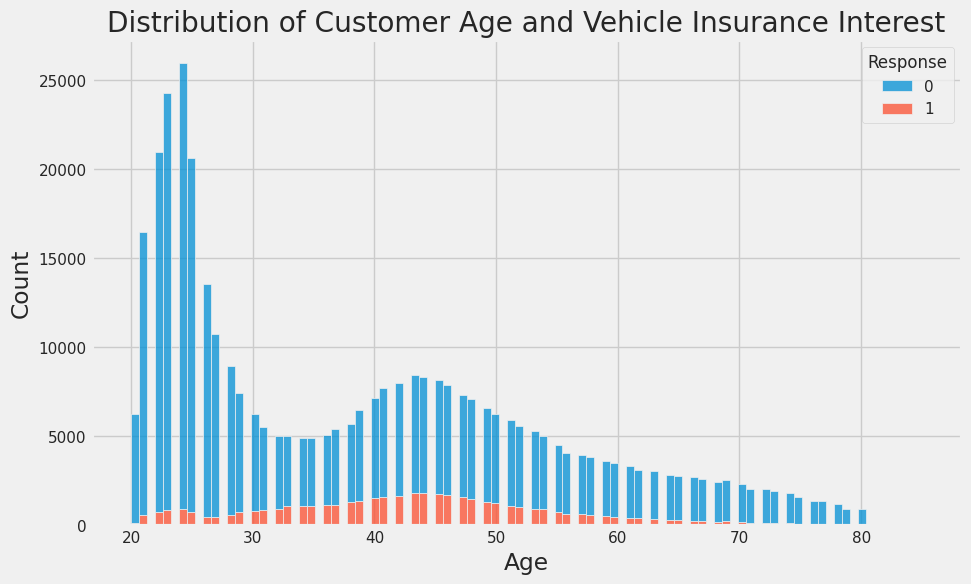 Distribution of Customer Age and Vehicle Insurance Interest
Response
0
1
25000
20000
15000
10000
5000
0
Count
20 30 40 50 60 70 80
Age